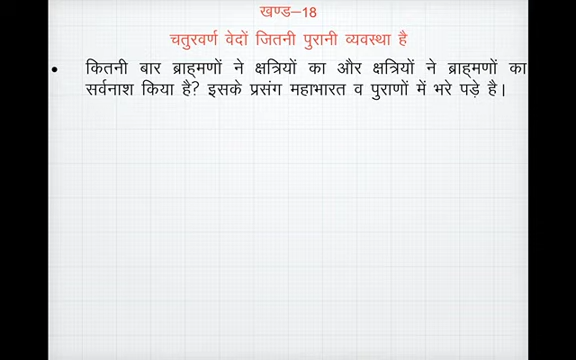 खण्ड–18
चतुरवर्ण वेदों जितनी पुरानी व्यवस्था है
• कितनी बार ब्राह्मणों ने क्षत्रियों का और क्षत्रियों ने ब्राह्मणों का
सर्वनाश किया है? इसके प्रसंग महाभारत व पुराणों में भरे पड़े है।